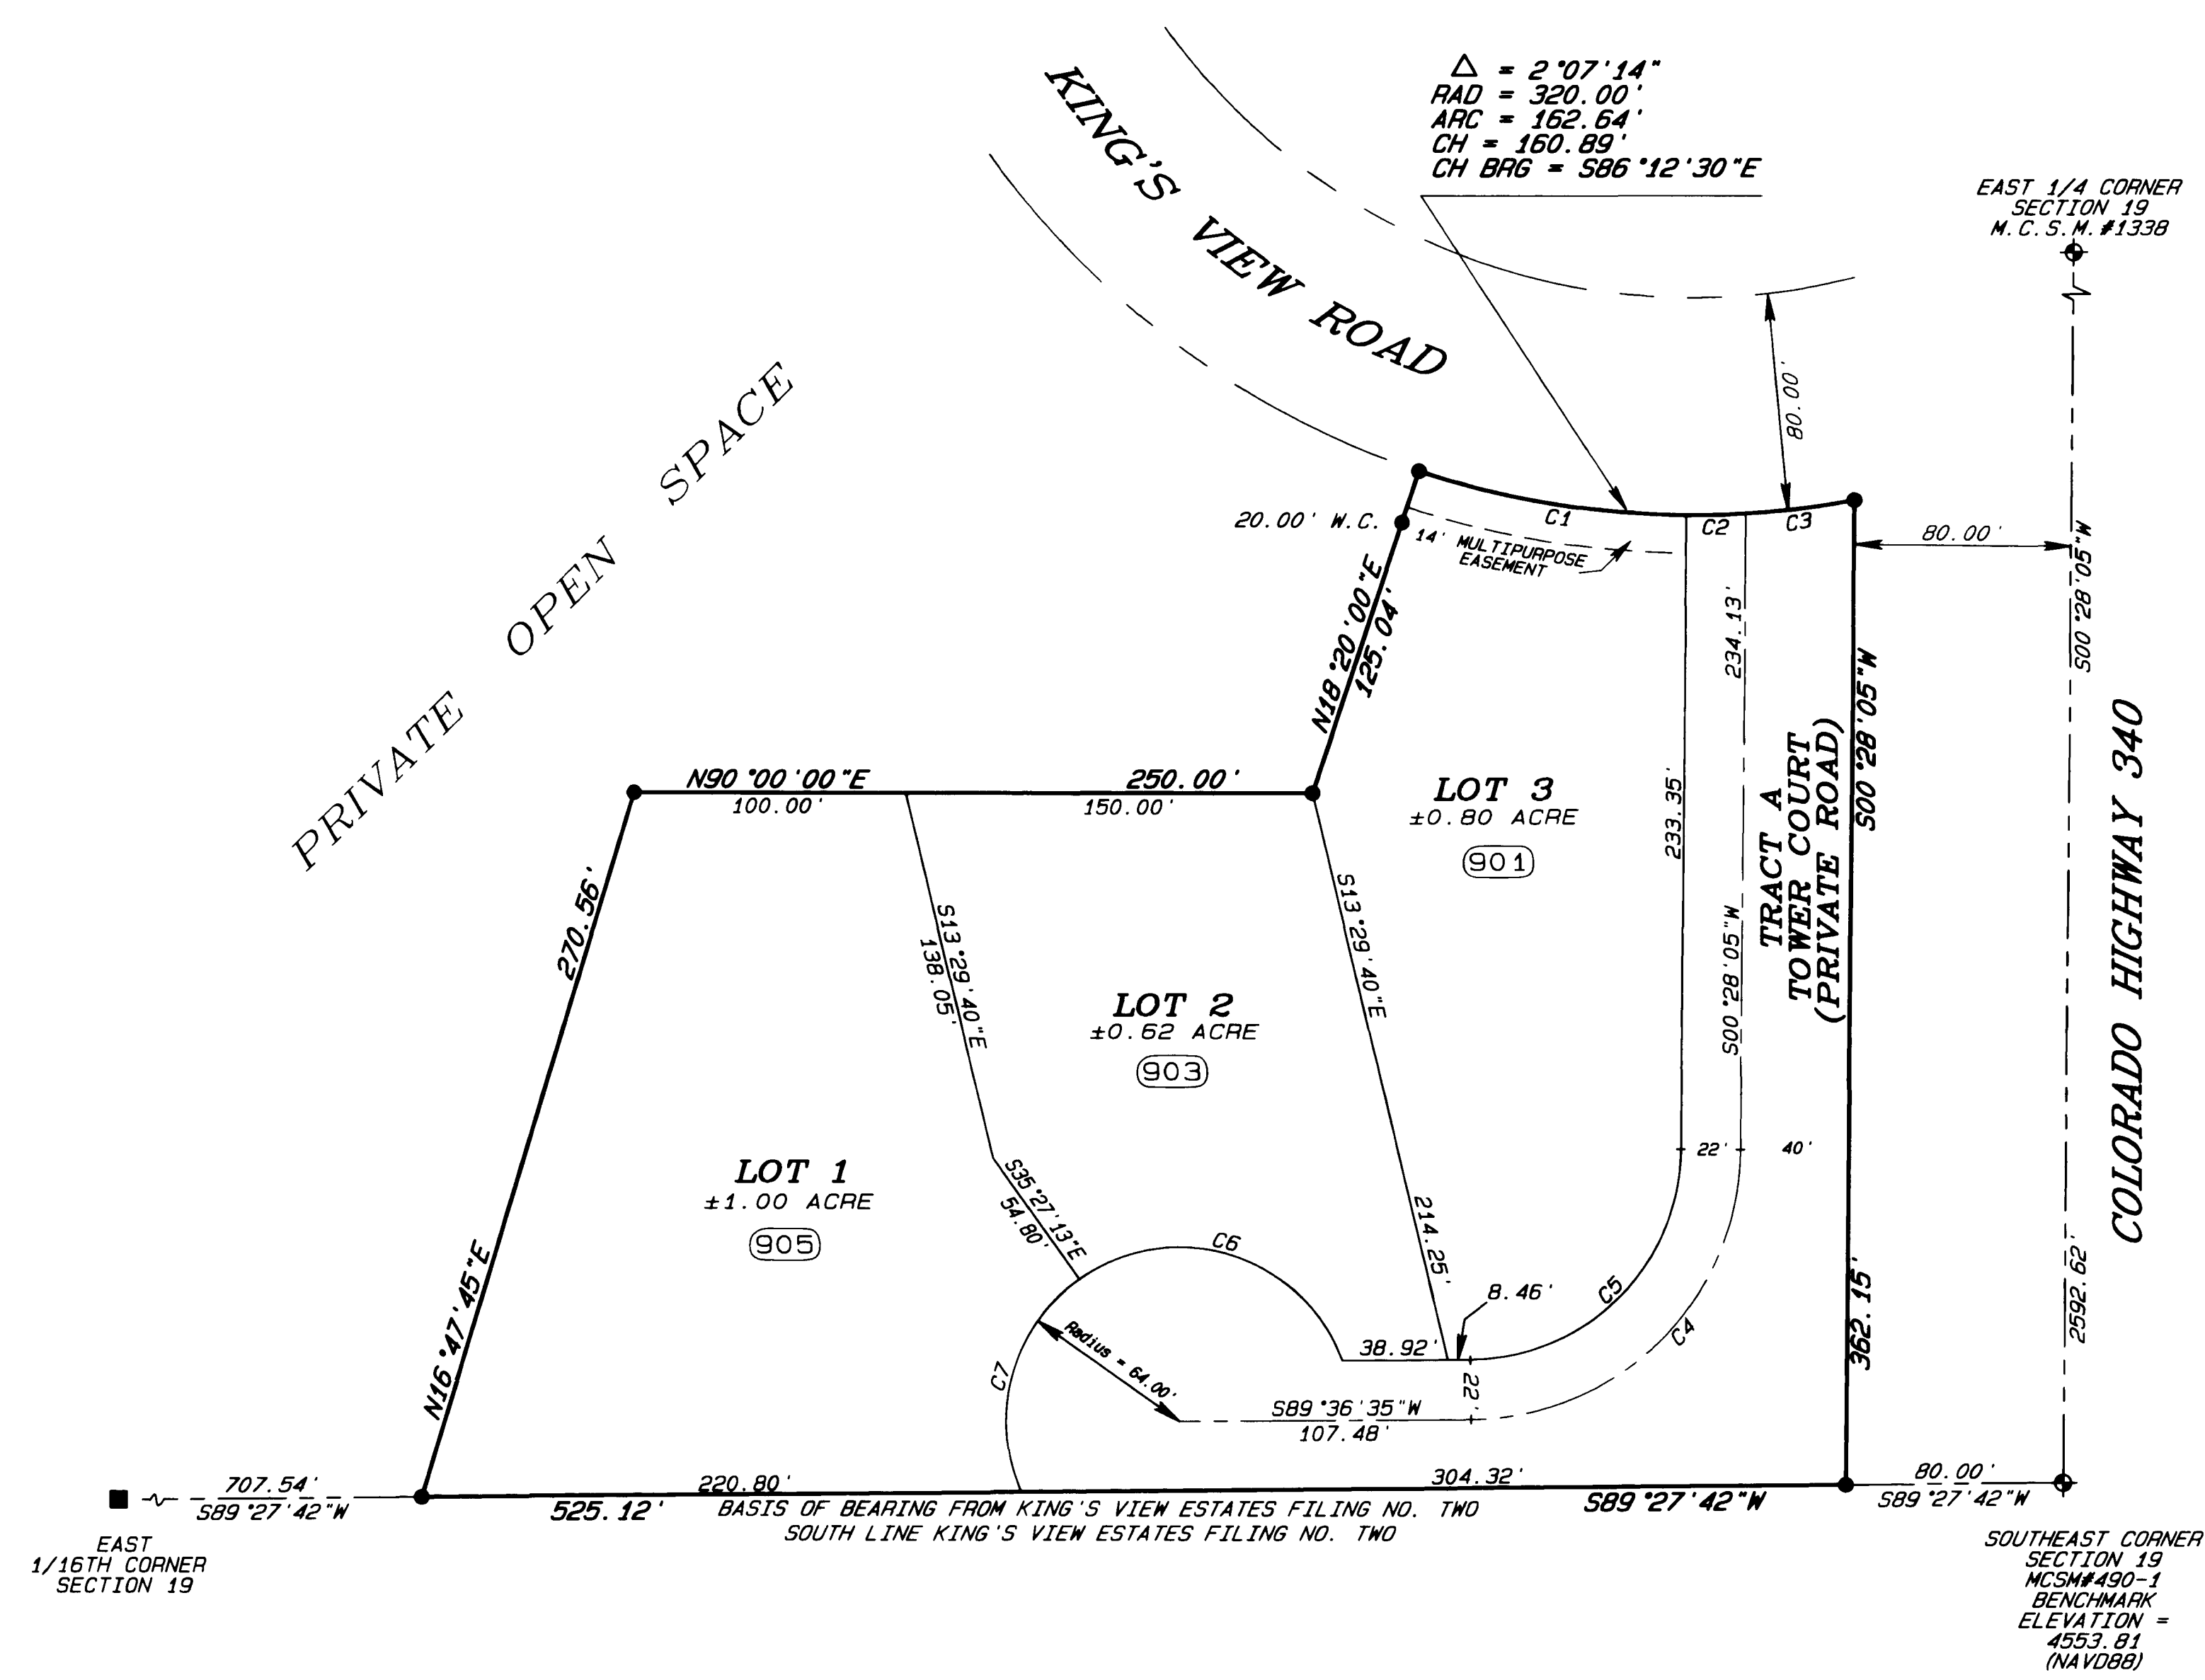 KING'S VIEW ROAD
△ = 2°07'14"
RAD = 320.00'
ARC = 162.64'
CH = 160.89'
CH BRG = S86°12'30"E
EAST 1/4 CORNER
SECTION 19
M.C.S.M.#1338
80.00'
PRIVATE OPEN SPACE
20.00' W.C.
C1
C2
C3
14' MULTIPURPOSE
EASEMENT
80.00'
S00°28'05"W
N18°20'00"E
125.04'
234.13'
S00°28'05"W
N90°00'00"E
250.00'
100.00'
150.00'
LOT 3
±0.80 ACRE
901
233.35'
TRACT A
TOWER COURT
(PRIVATE ROAD)
COLORADO HIGHWAY 340
270.56'
S13°29'40"E
138.05'
S13°29'40"E
S00°28'05"W
LOT 2
±0.62 ACRE
903
22'
40'
LOT 1
±1.00 ACRE
905
S35°27'13"E
54.80'
214.25'
C6
C5
C4
8.46'
38.92'
22'
N16°47'45"E
C7
Radius = 64.00'
S89°36'35"W
107.48'
362.15'
2592.62'
707.54'
S89°27'42"W
220.80'
304.32'
525.12'
S89°27'42"W
80.00'
S89°27'42"W
BASIS OF BEARING FROM KING'S VIEW ESTATES FILING NO. TWO
SOUTH LINE KING'S VIEW ESTATES FILING NO. TWO
EAST
1/16TH CORNER
SECTION 19
SOUTHEAST CORNER
SECTION 19
MCSM#490-1
BENCHMARK
ELEVATION =
4553.81
(NAVD88)